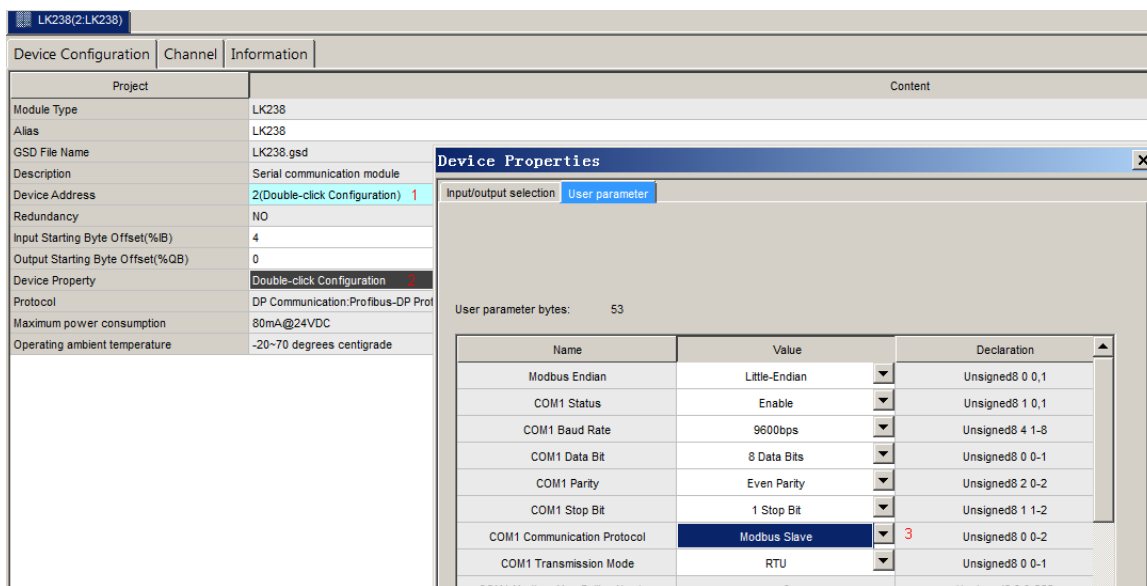 LK238(2:LK238)
Device Configuration Channel Information
Project Content
Module Type LK238
Alias LK238
GSD File Name LK238.gsd
Description Serial communication module
Device Address 2(Double-click Configuration) 1
Redundancy NO
Input Starting Byte Offset(%IB) 4
Output Starting Byte Offset(%QB) 0
Device Property Double-click Configuration 2
Protocol DP Communication:Profibus-DP Prot
Maximum power consumption 80mA@24VDC
Operating ambient temperature -20~70 degrees centigrade
Device Properties
Input/output selection User parameter
User parameter bytes: 53
Name Value Declaration
Modbus Endian Little-Endian Unsigned8 0 0,1
COM1 Status Enable Unsigned8 1 0,1
COM1 Baud Rate 9600bps Unsigned8 4 1-8
COM1 Data Bit 8 Data Bits Unsigned8 0 0-1
COM1 Parity Even Parity Unsigned8 2 0-2
COM1 Stop Bit 1 Stop Bit Unsigned8 1 1-2
COM1 Communication Protocol Modbus Slave 3 Unsigned8 0 0-2
COM1 Transmission Mode RTU Unsigned8 0 0-1